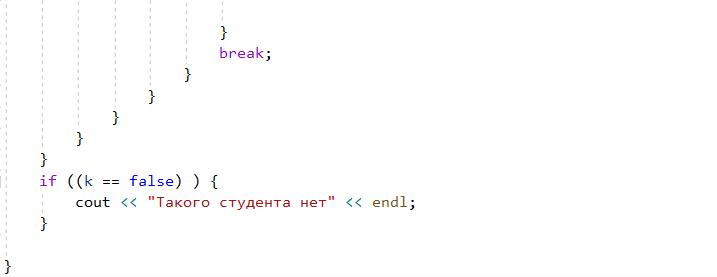 }
break;
}
}
}
}
}
if ((k == false) ) {
cout << "Такого студента нет" << endl;
}
}